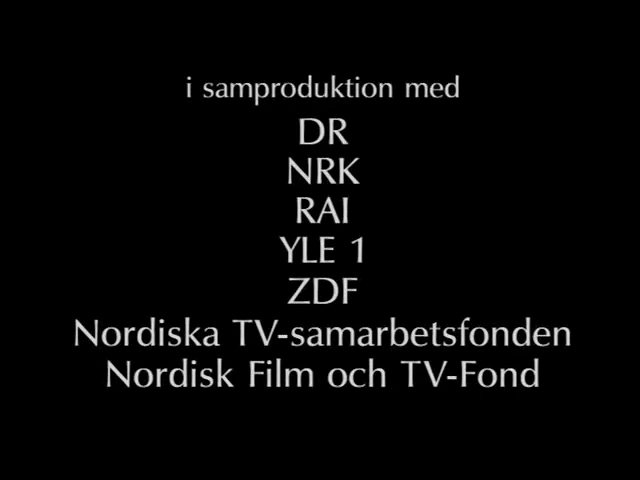 i samproduktion med
DR
NRK
RAI
YLE 1
ZDF
Nordiska TV-samarbetsfonden
Nordisk Film och TV-Fond